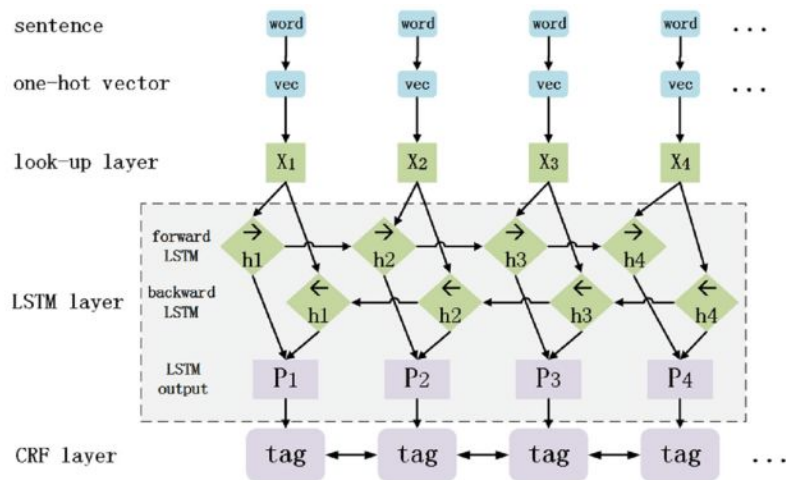 sentence word word word word ...
one-hot vector vec vec vec vec ...
look-up layer X1 X2 X3 X4
forward → → → →
LSTM h1 h2 h3 h4
LSTM layer backward ← ← ← ←
LSTM h1 h2 h3 h4
LSTM P1 P2 P3 P4
output
CRF layer tag tag tag tag ...